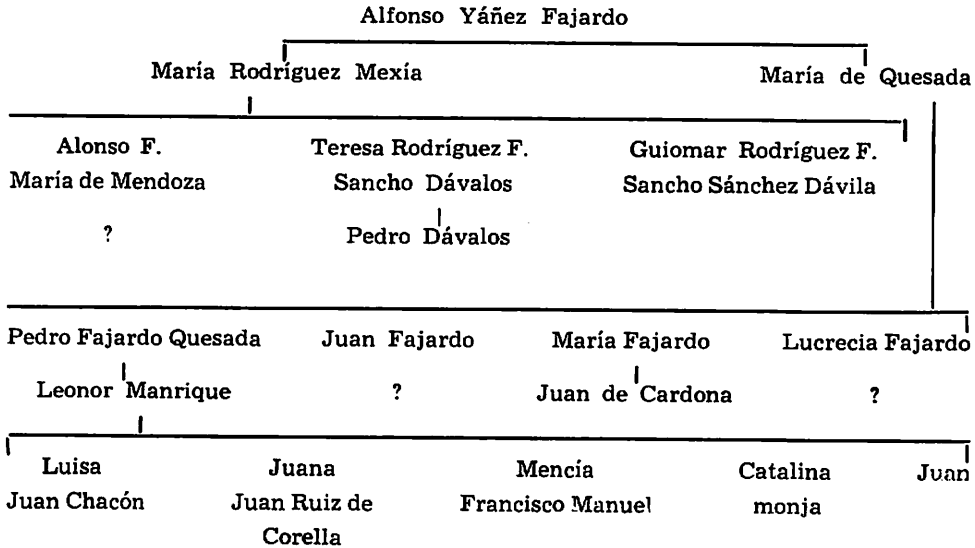 Alfonso Yáñez Fajardo
María Rodríguez Mexía María de Quesada
Alonso F. Teresa Rodríguez F. Guiomar Rodríguez F.
María de Mendoza Sancho Dávalos Sancho Sánchez Dávila
? Pedro Dávalos
Pedro Fajardo Quesada Juan Fajardo María Fajardo Lucrecia Fajardo
Leonor Manrique ? Juan de Cardona ?
Luisa Juana Mencía Catalina Juan
Juan Chacón Juan Ruiz de Francisco Manuel monja
Corella